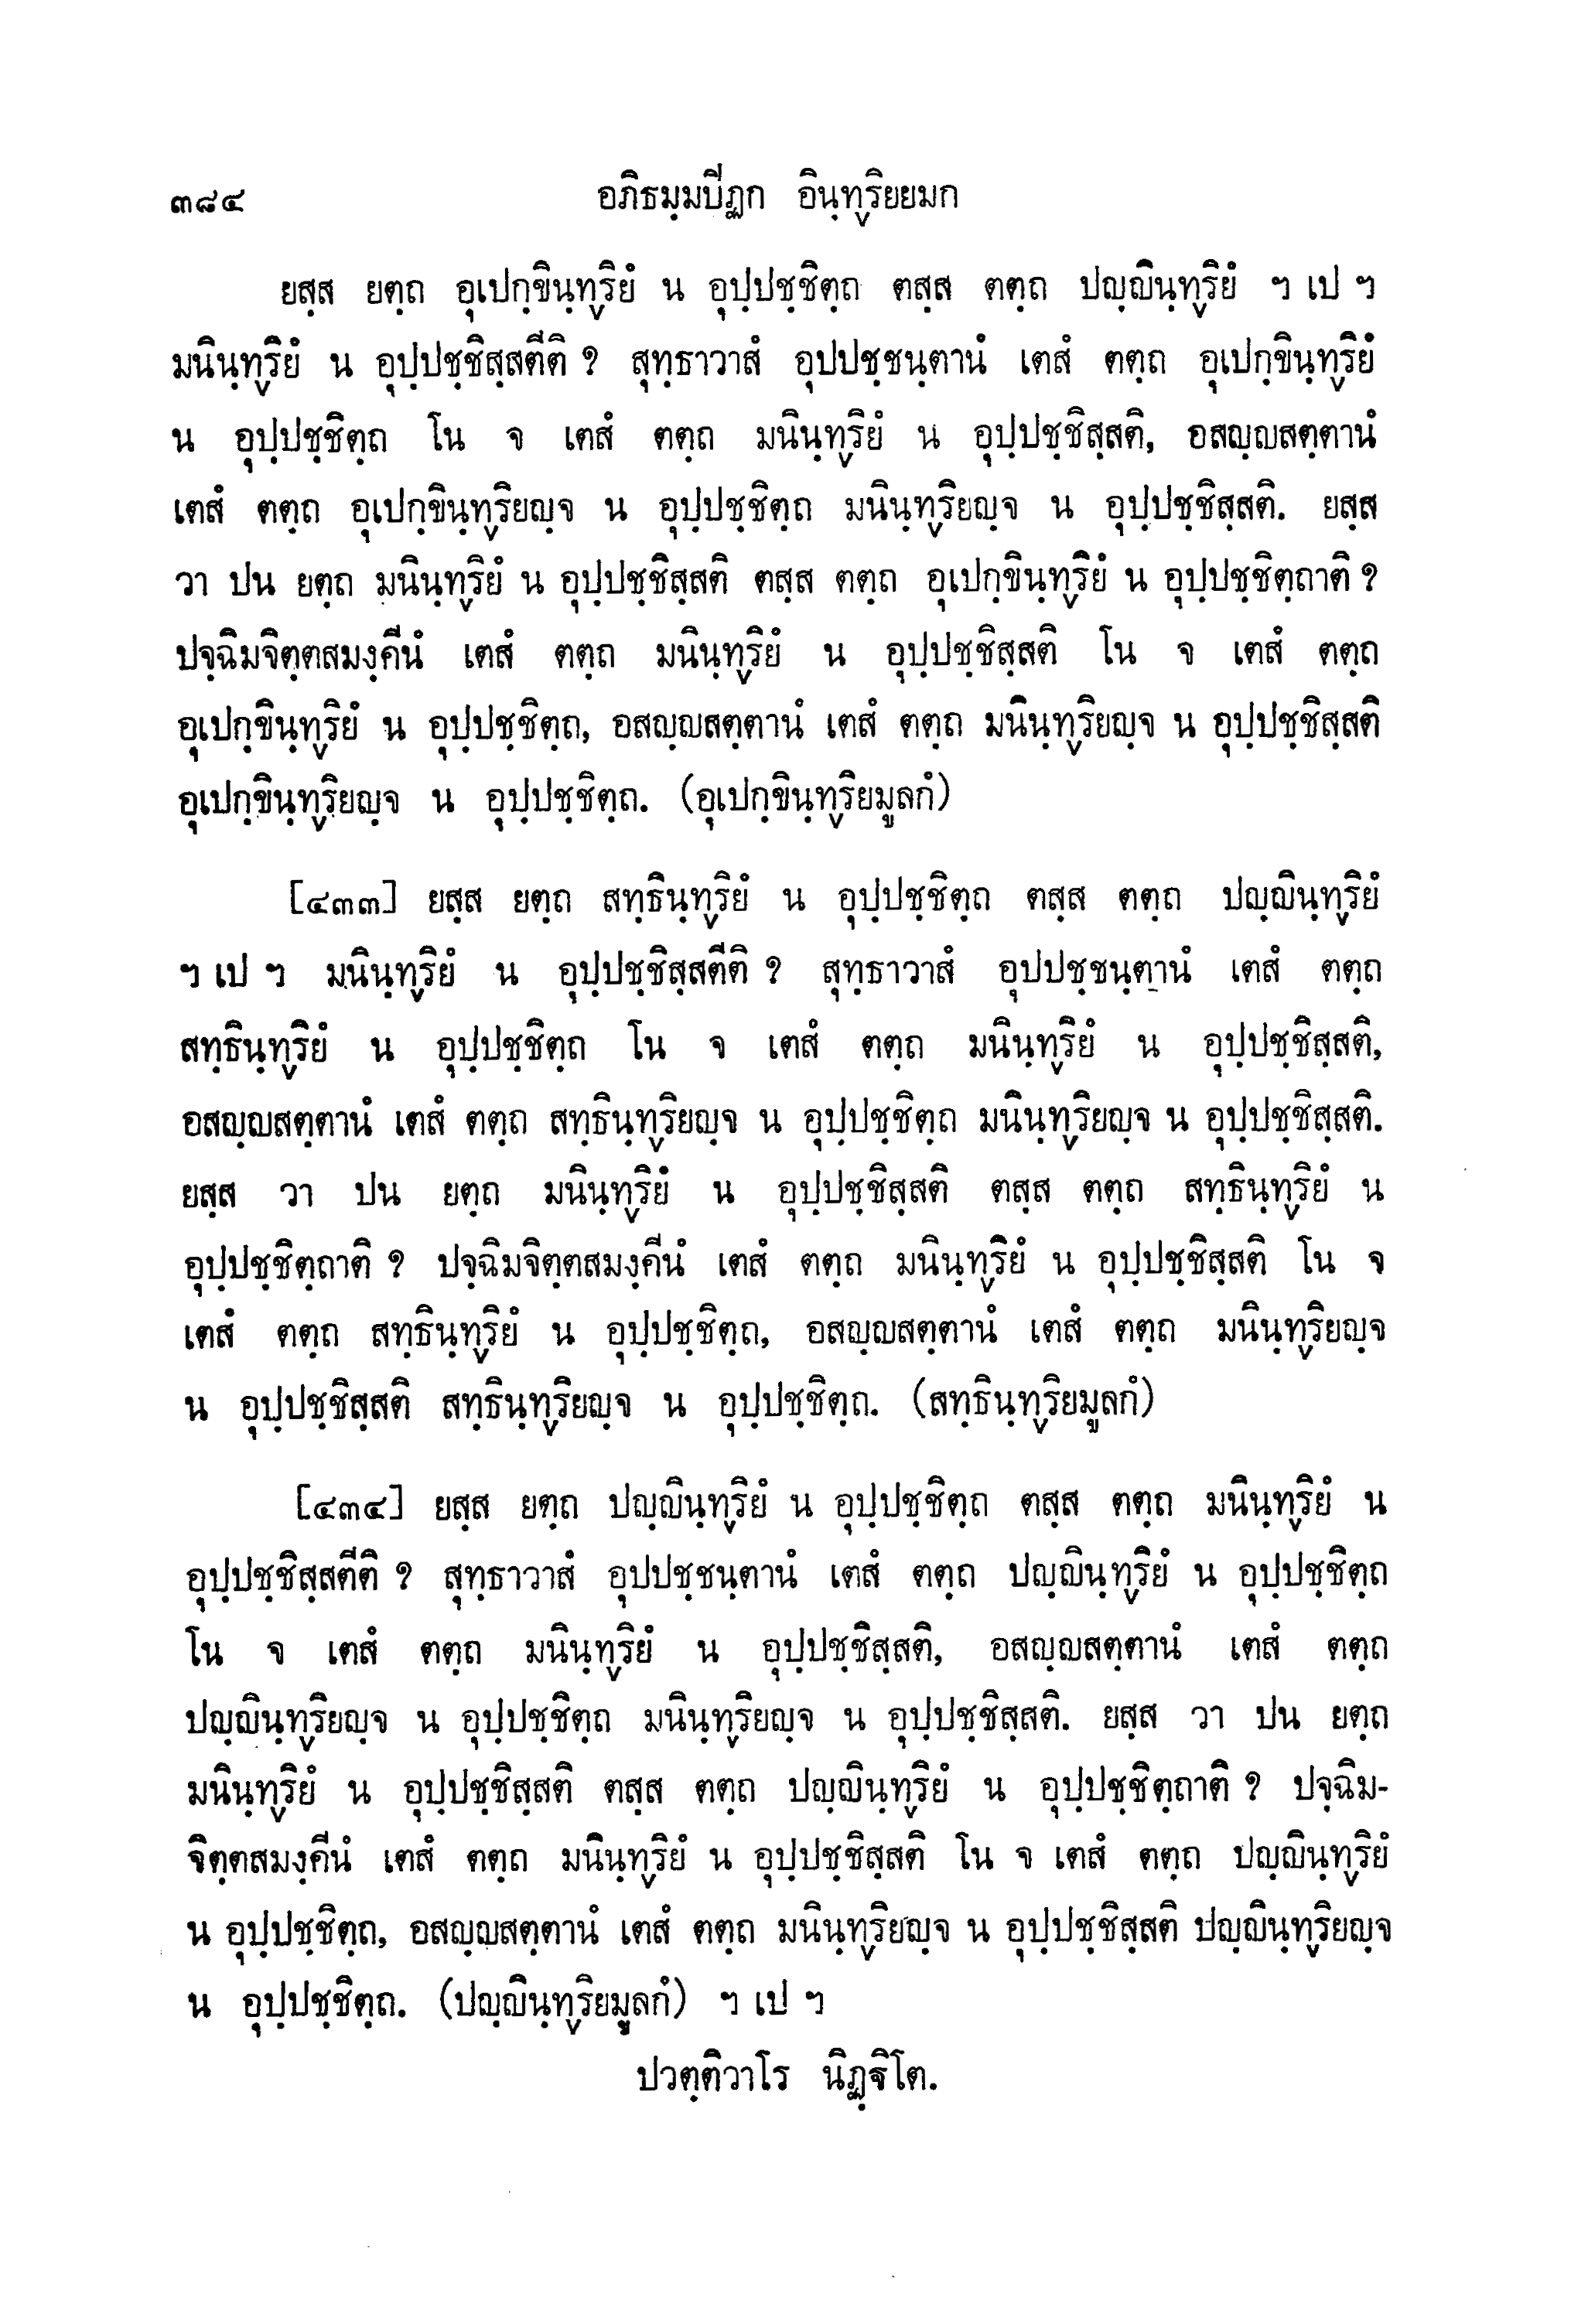 ๓๘๔ อภิธมฺมปีฏก อินฺทฺริยยมก
ยสฺส ยตฺถ อุเปกฺขินฺทฺริยํ น อุปฺปชฺชิตฺถ ตสฺส ตตฺถ ปญฺญินฺทฺริยํ ฯ เป ฯ
มนินฺทฺริยํ น อุปฺปชฺชิสฺสตีติ ? สุทฺธาวาสํ อุปปชฺชนฺตานํ เตสํ ตตฺถ อุเปกฺขินฺทฺริยํ
น อุปฺปชฺชิตฺถ โน จ เตสํ ตตฺถ มนินฺทฺริยํ น อุปฺปชฺชิสฺสติ, อสญฺญสตฺตานํ
เตสํ ตตฺถ อุเปกฺขินฺทฺริยญฺจ น อุปฺปชฺชิตฺถ มนินฺทฺริยญฺจ น อุปฺปชฺชิสฺสติ. ยสฺส
วา ปน ยตฺถ มนินฺทฺริยํ น อุปฺปชฺชิสฺสติ ตสฺส ตตฺถ อุเปกฺขินฺทฺริยํ น อุปฺปชฺชิตฺถาติ ?
ปจฺฉิมจิตฺตสมงฺคีนํ เตสํ ตตฺถ มนินฺทฺริยํ น อุปฺปชฺชิสฺสติ โน จ เตสํ ตตฺถ
อุเปกฺขินฺทฺริยํ น อุปฺปชฺชิตฺถ, อสญฺญสตฺตานํ เตสํ ตตฺถ มนินฺทฺริยญฺจ น อุปฺปชฺชิสฺสติ
อุเปกฺขินฺทฺริยญฺจ น อุปฺปชฺชิตฺถ. (อุเปกฺขินฺทฺริยมูลกํ)
[๔๓๓] ยสฺส ยตฺถ สทฺธินฺทฺริยํ น อุปฺปชฺชิตฺถ ตสฺส ตตฺถ ปญฺญินฺทฺริยํ
ฯ เป ฯ มนินฺทฺริยํ น อุปฺปชฺชิสฺสตีติ ? สุทฺธาวาสํ อุปปชฺชนฺตานํ เตสํ ตตฺถ
สทฺธินฺทฺริยํ น อุปฺปชฺชิตฺถ โน จ เตสํ ตตฺถ มนินฺทฺริยํ น อุปฺปชฺชิสฺสติ,
อสญฺญสตฺตานํ เตสํ ตตฺถ สทฺธินฺทฺริยญฺจ น อุปฺปชฺชิตฺถ มนินฺทฺริยญฺจ น อุปฺปชฺชิสฺสติ.
ยสฺส วา ปน ยตฺถ มนินฺทฺริยํ น อุปฺปชฺชิสฺสติ ตสฺส ตตฺถ สทฺธินฺทฺริยํ น
อุปฺปชฺชิตฺถาติ ? ปจฺฉิมจิตฺตสมงฺคีนํ เตสํ ตตฺถ มนินฺทฺริยํ น อุปฺปชฺชิสฺสติ โน จ
เตสํ ตตฺถ สทฺธินฺทฺริยํ น อุปฺปชฺชิตฺถ, อสญฺญสตฺตานํ เตสํ ตตฺถ มนินฺทฺริยญฺจ
น อุปฺปชฺชิสฺสติ สทฺธินฺทฺริยญฺจ น อุปฺปชฺชิตฺถ. (สทฺธินฺทฺริยมูลกํ)
[๔๓๔] ยสฺส ยตฺถ ปญฺญินฺทฺริยํ น อุปฺปชฺชิตฺถ ตสฺส ตตฺถ มนินฺทฺริยํ น
อุปฺปชฺชิสฺสตีติ ? สุทฺธาวาสํ อุปปชฺชนฺตานํ เตสํ ตตฺถ ปญฺญินฺทฺริยํ น อุปฺปชฺชิตฺถ
โน จ เตสํ ตตฺถ มนินฺทฺริยํ น อุปฺปชฺชิสฺสติ, อสญฺญสตฺตานํ เตสํ ตตฺถ
ปญฺญินฺทฺริยญฺจ น อุปฺปชฺชิตฺถ มนินฺทฺริยญฺจ น อุปฺปชฺชิสฺสติ. ยสฺส วา ปน ยตฺถ
มนินฺทฺริยํ น อุปฺปชฺชิสฺสติ ตสฺส ตตฺถ ปญฺญินฺทฺริยํ น อุปฺปชฺชิตฺถาติ ? ปจฺฉิม-
จิตฺตสมงฺคีนํ เตสํ ตตฺถ มนินฺทฺริยํ น อุปฺปชฺชิสฺสติ โน จ เตสํ ตตฺถ ปญฺญินฺทฺริยํ
น อุปฺปชฺชิตฺถ, อสญฺญสตฺตานํ เตสํ ตตฺถ มนินฺทฺริยญฺจ น อุปฺปชฺชิสฺสติ ปญฺญินฺทฺริยญฺจ
น อุปฺปชฺชิตฺถ. (ปญฺญินฺทฺริยมูลกํ) ฯ เป ฯ
ปวตฺติวาโร นิฏฺฐิโต.